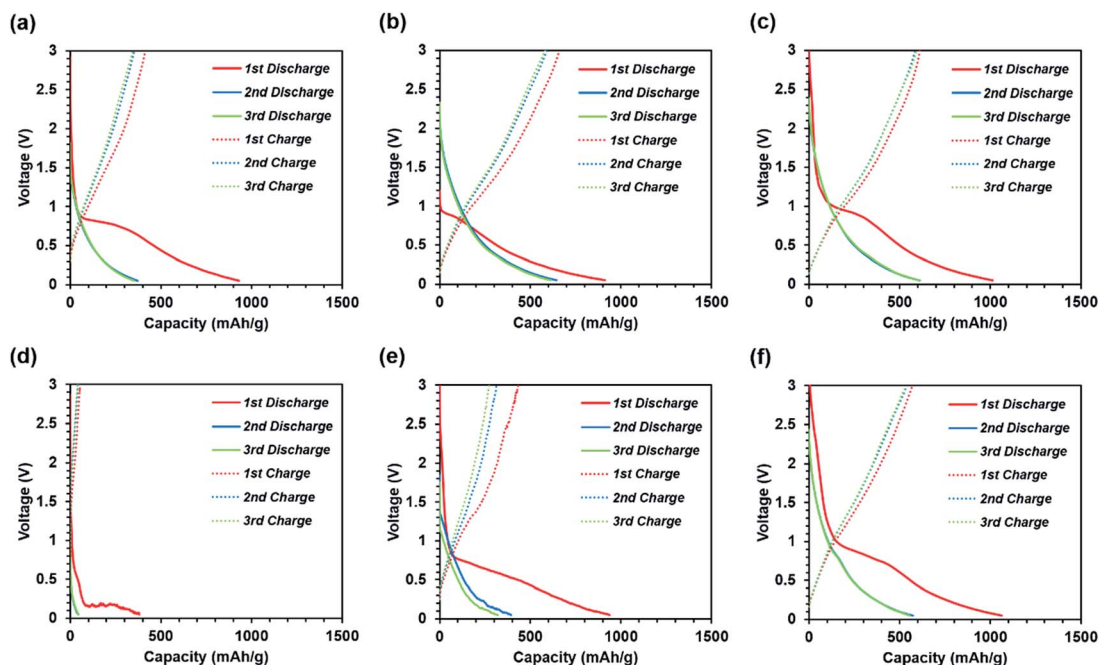 (a)
3
2.5
2
1.5
1
0.5
0
Voltage (V)
1st Discharge
2nd Discharge
3rd Discharge
1st Charge
2nd Charge
3rd Charge
0 500 1000 1500
Capacity (mAh/g)
(b)
3
2.5
2
1.5
1
0.5
0
Voltage (V)
1st Discharge
2nd Discharge
3rd Discharge
1st Charge
2nd Charge
3rd Charge
0 500 1000 1500
Capacity (mAh/g)
(c)
3
2.5
2
1.5
1
0.5
0
Voltage (V)
1st Discharge
2nd Discharge
3rd Discharge
1st Charge
2nd Charge
3rd Charge
0 500 1000 1500
Capacity (mAh/g)
(d)
3
2.5
2
1.5
1
0.5
0
Voltage (V)
1st Discharge
2nd Discharge
3rd Discharge
1st Charge
2nd Charge
3rd Charge
0 500 1000 1500
Capacity (mAh/g)
(e)
3
2.5
2
1.5
1
0.5
0
Voltage (V)
1st Discharge
2nd Discharge
3rd Discharge
1st Charge
2nd Charge
3rd Charge
0 500 1000 1500
Capacity (mAh/g)
(f)
3
2.5
2
1.5
1
0.5
0
Voltage (V)
1st Discharge
2nd Discharge
3rd Discharge
1st Charge
2nd Charge
3rd Charge
0 500 1000 1500
Capacity (mAh/g)